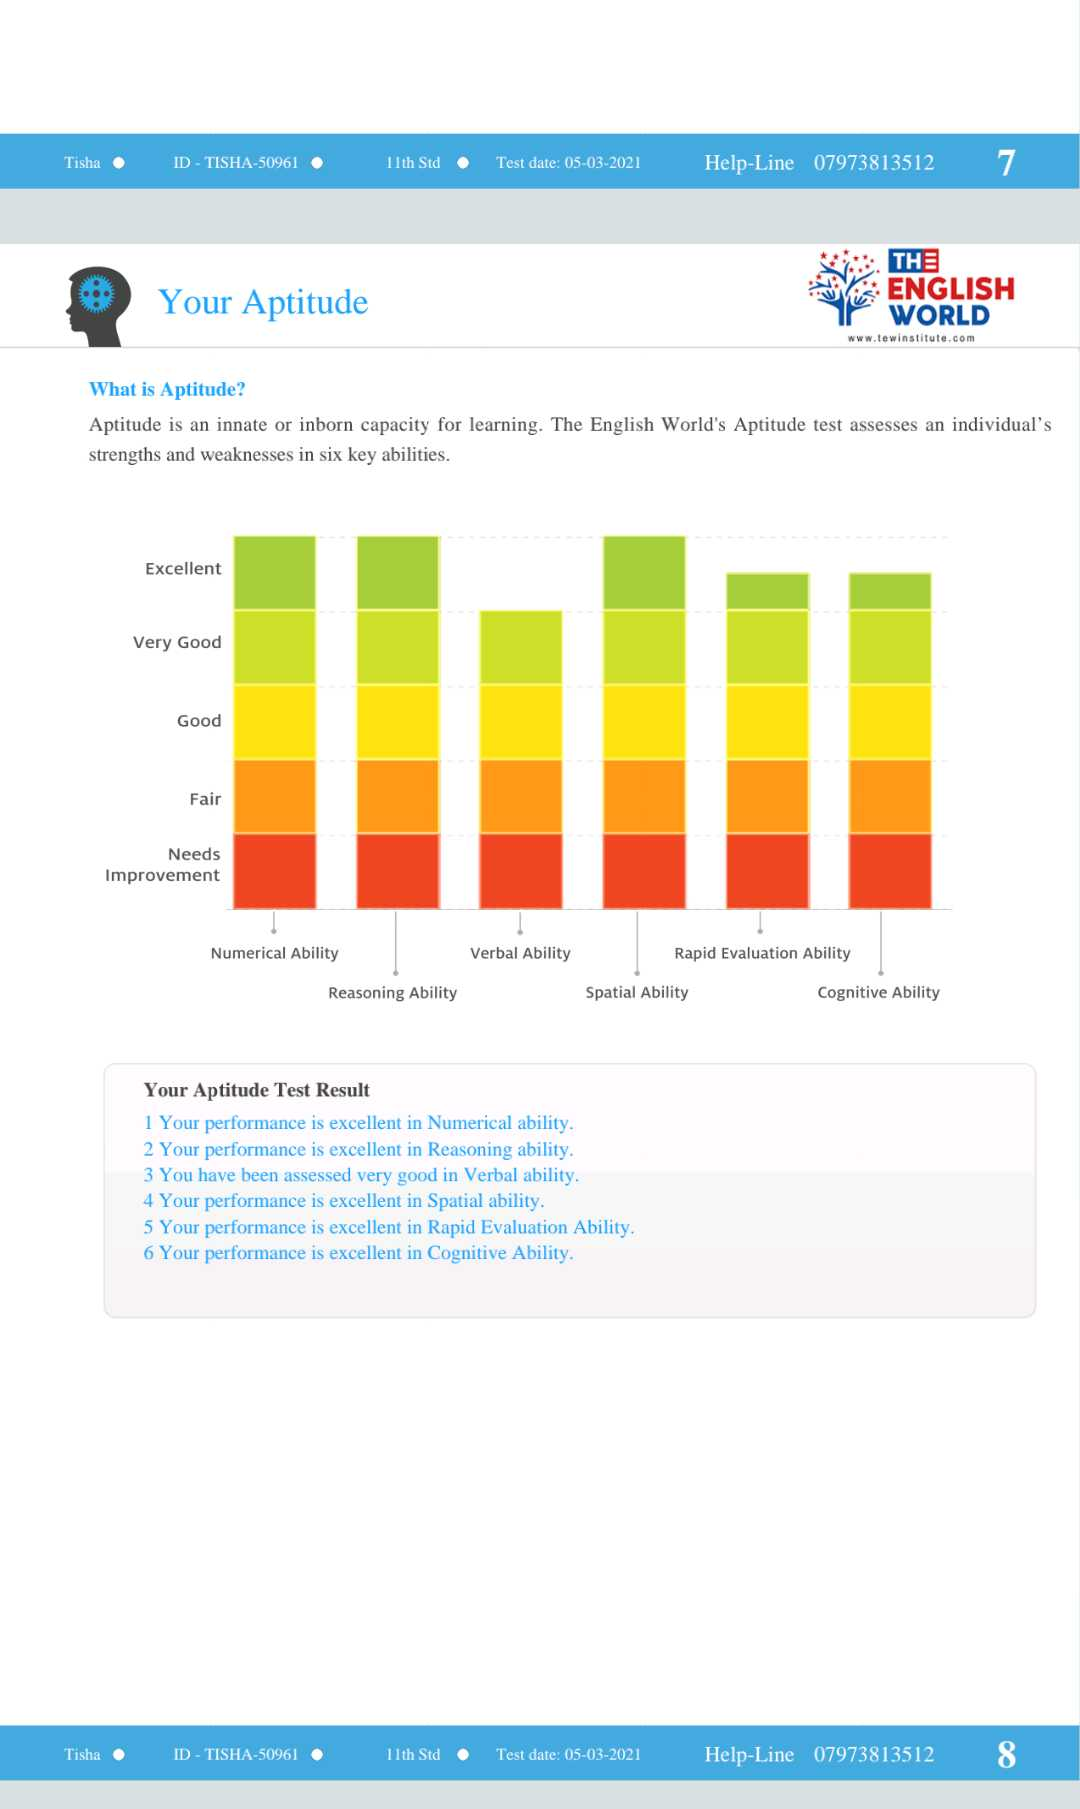 Tisha ID - TISHA-50961 11th Std Test date: 05-03-2021 Help-Line 07973813512 7
Your Aptitude
THE
ENGLISH
WORLD
www.tewinstitute.com
What is Aptitude?
Aptitude is an innate or inborn capacity for learning. The English World's Aptitude test assesses an individual’s
strengths and weaknesses in six key abilities.
Excellent
Very Good
Good
Fair
Needs
Improvement
Numerical Ability
Verbal Ability
Rapid Evaluation Ability
Reasoning Ability
Spatial Ability
Cognitive Ability
Your Aptitude Test Result
1 Your performance is excellent in Numerical ability.
2 Your performance is excellent in Reasoning ability.
3 You have been assessed very good in Verbal ability.
4 Your performance is excellent in Spatial ability.
5 Your performance is excellent in Rapid Evaluation Ability.
6 Your performance is excellent in Cognitive Ability.
Tisha ID - TISHA-50961 11th Std Test date: 05-03-2021 Help-Line 07973813512 8